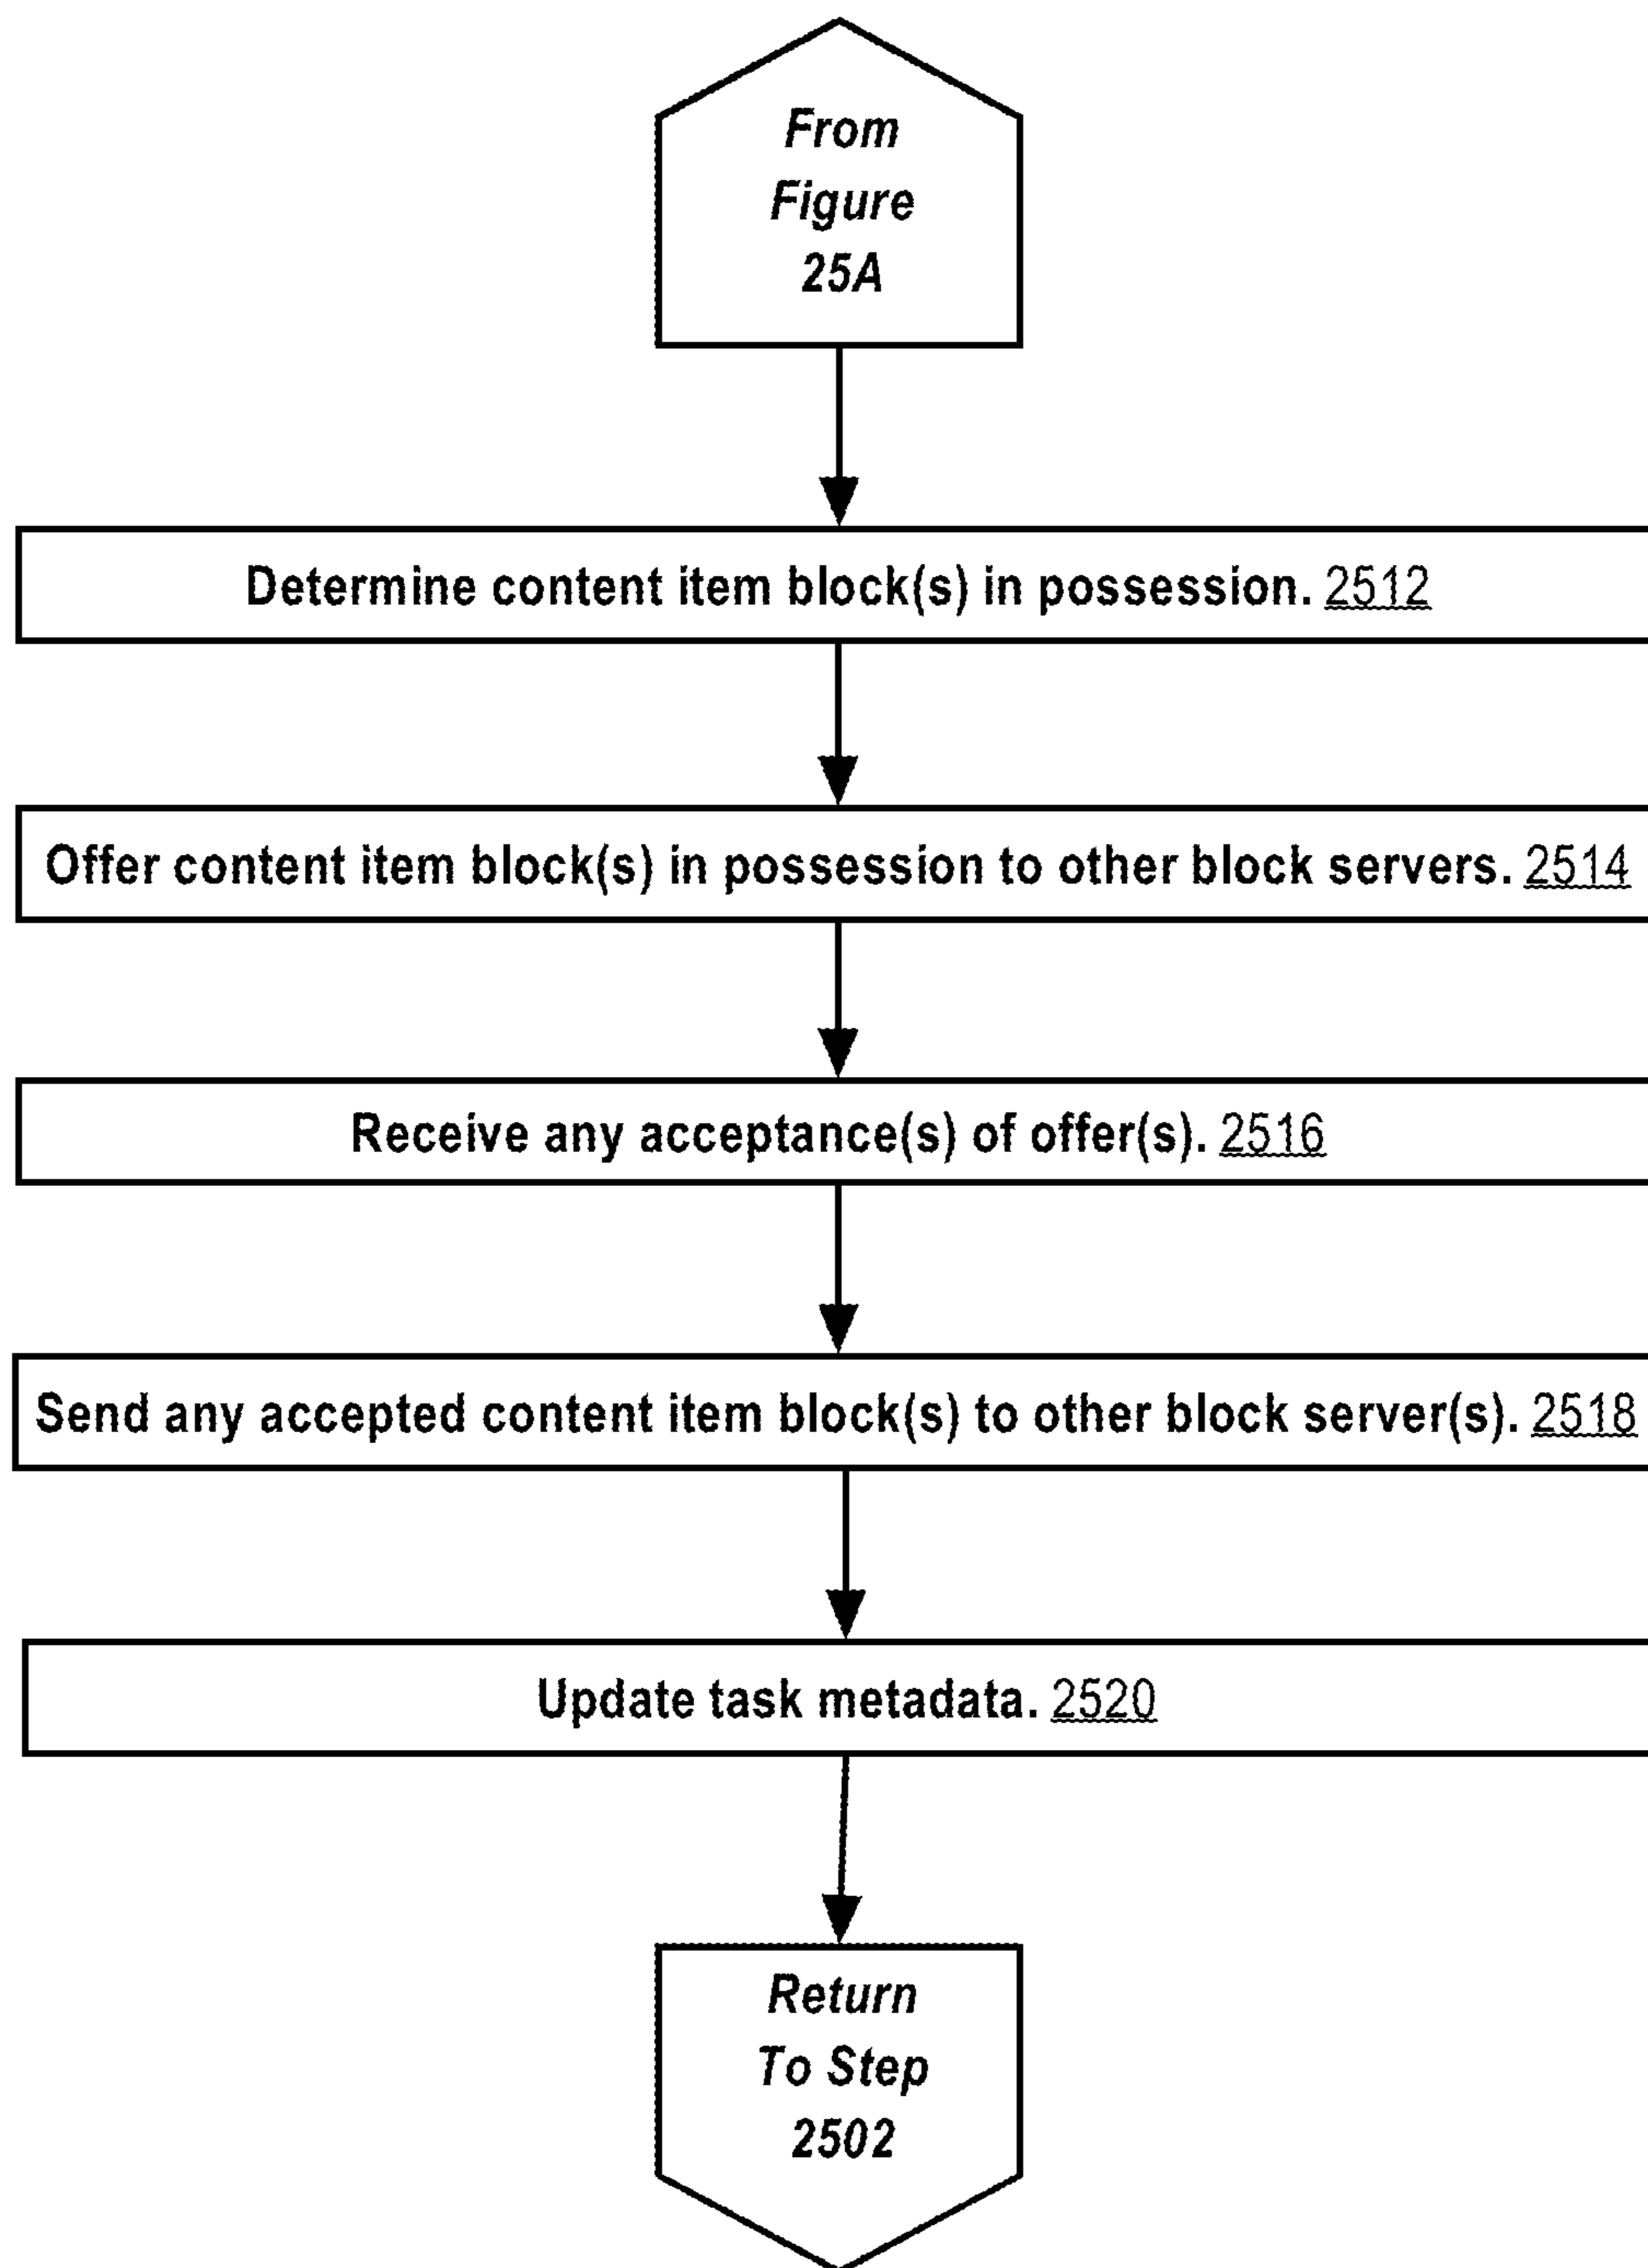 From
Figure
25A
Determine content item block(s) in possession. 2512
Offer content item block(s) in possession to other block servers. 2514
Receive any acceptance(s) of offer(s). 2516
Send any accepted content item block(s) to other block server(s). 2518
Update task metadata. 2520
Return
To Step
2502